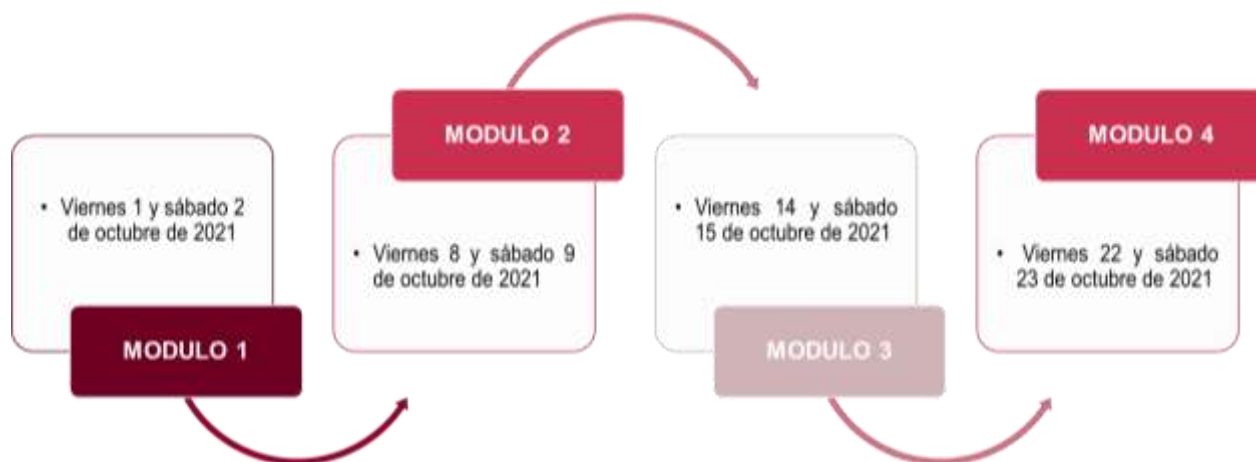 • Viernes 1 y sábado 2
de octubre de 2021
MODULO 1
MODULO 2
• Viernes 8 y sábado 9
de octubre de 2021
• Viernes 14 y sábado
15 de octubre de 2021
MODULO 3
MODULO 4
• Viernes 22 y sábado
23 de octubre de 2021